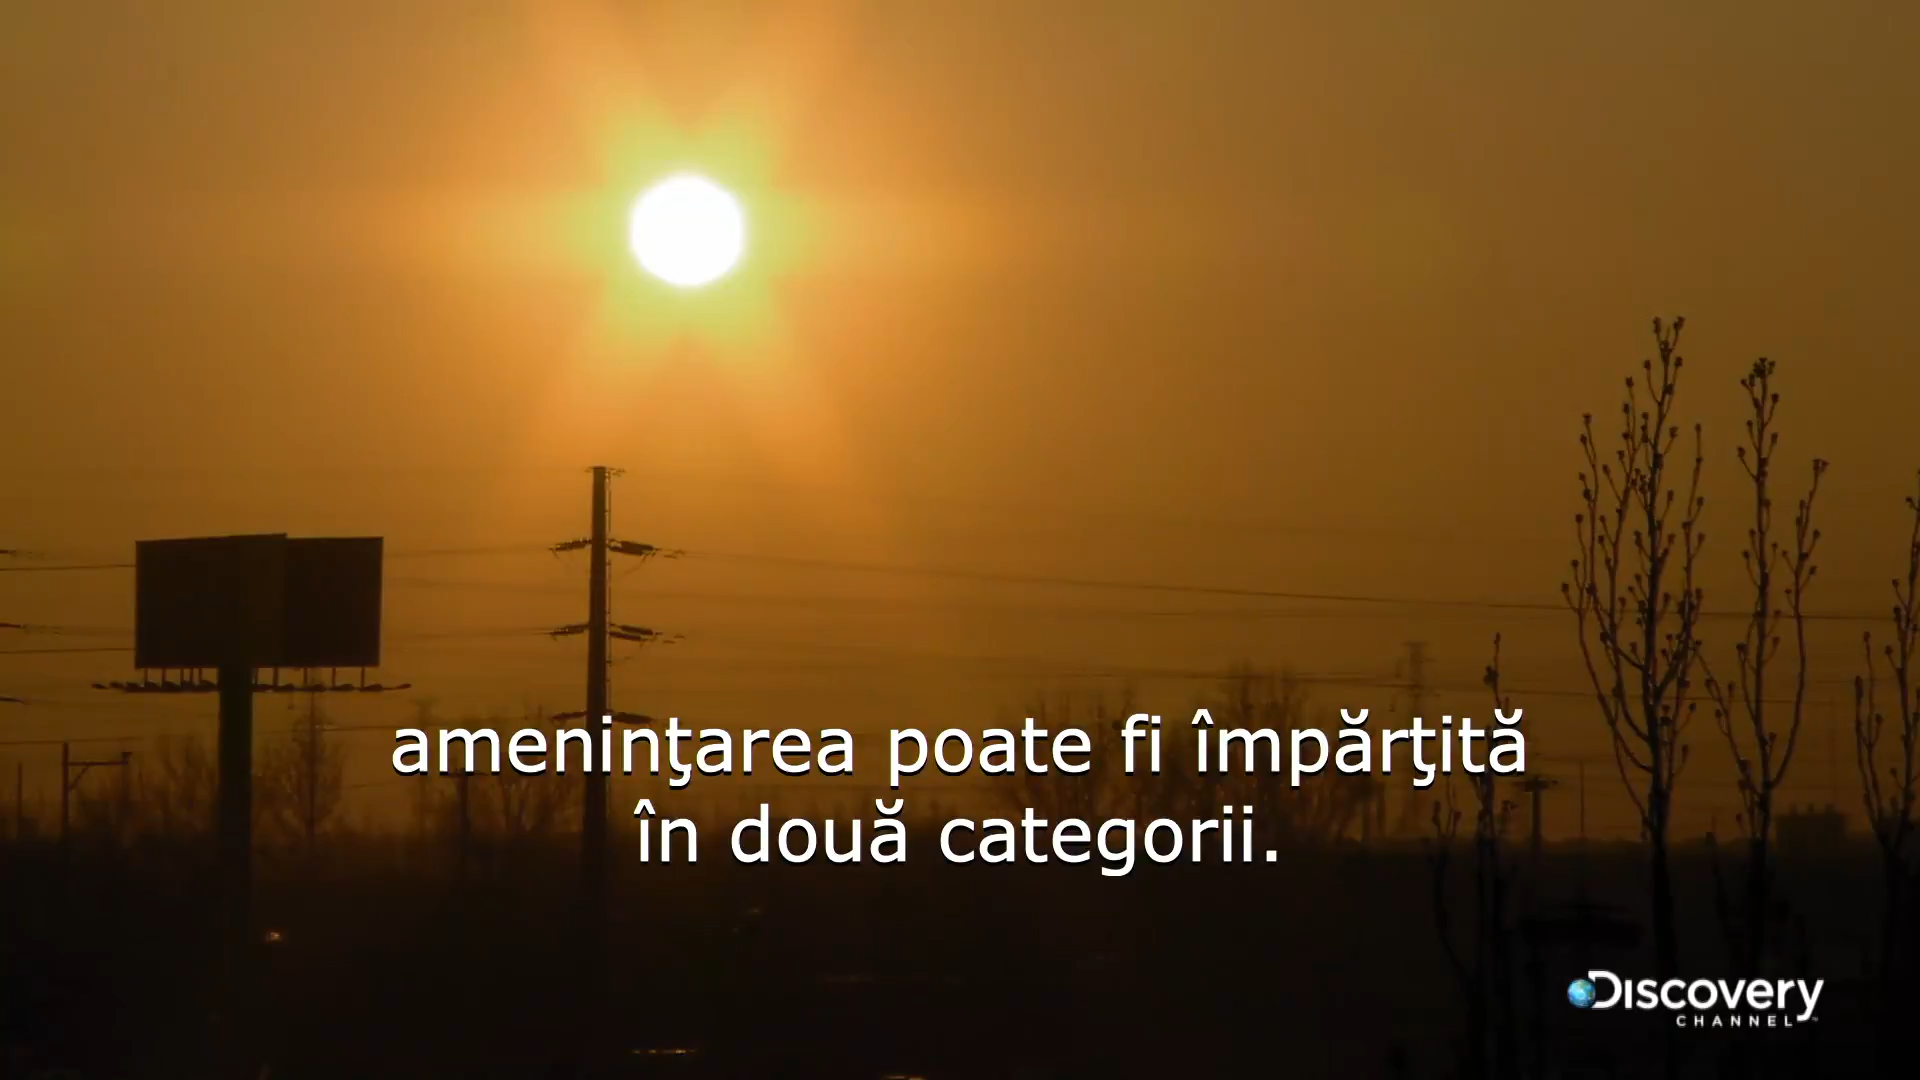 ameninţarea poate fi împărţită
în două categorii.
Discovery
CHANNEL